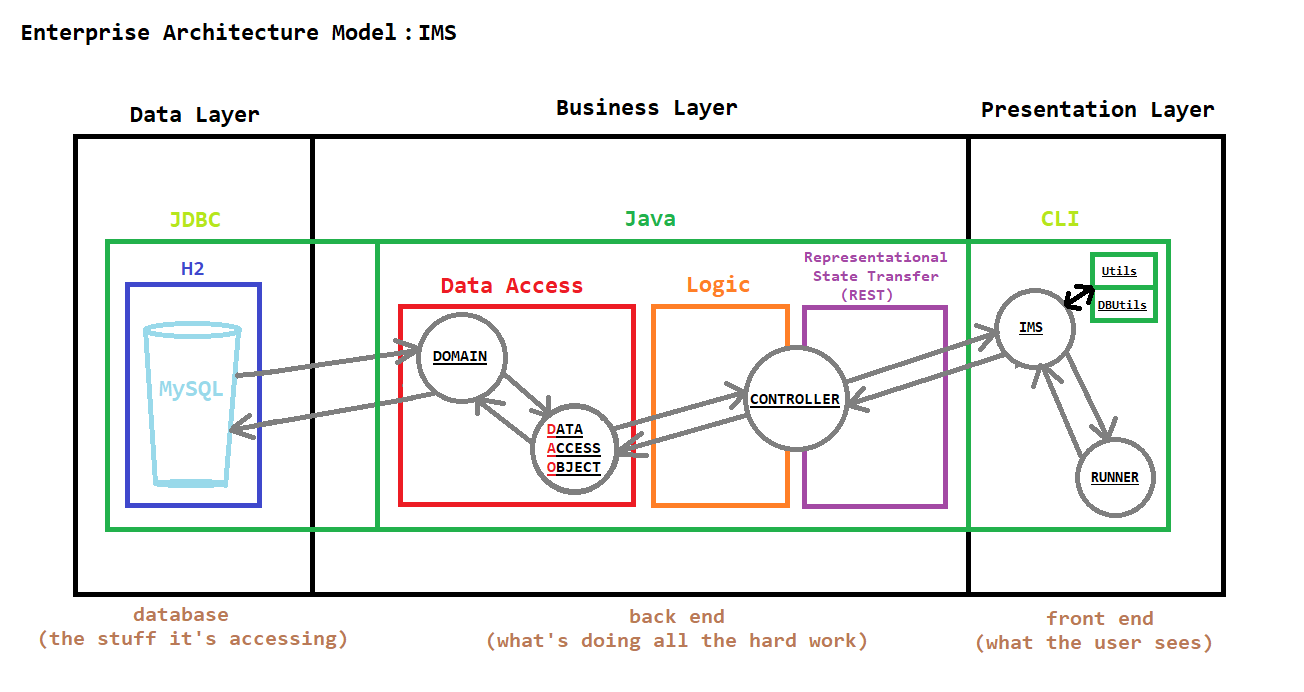 Enterprise Architecture Model : IMS
Data Layer
Business Layer
Presentation Layer
JDBC
Java
CLI
H2
Data Access
Logic
Representational
State Transfer
(REST)
Utils
DBUtils
MySQL
DOMAIN
DATA
ACCESS
OBJECT
CONTROLLER
IMS
RUNNER
database
(the stuff it's accessing)
back end
(what's doing all the hard work)
front end
(what the user sees)